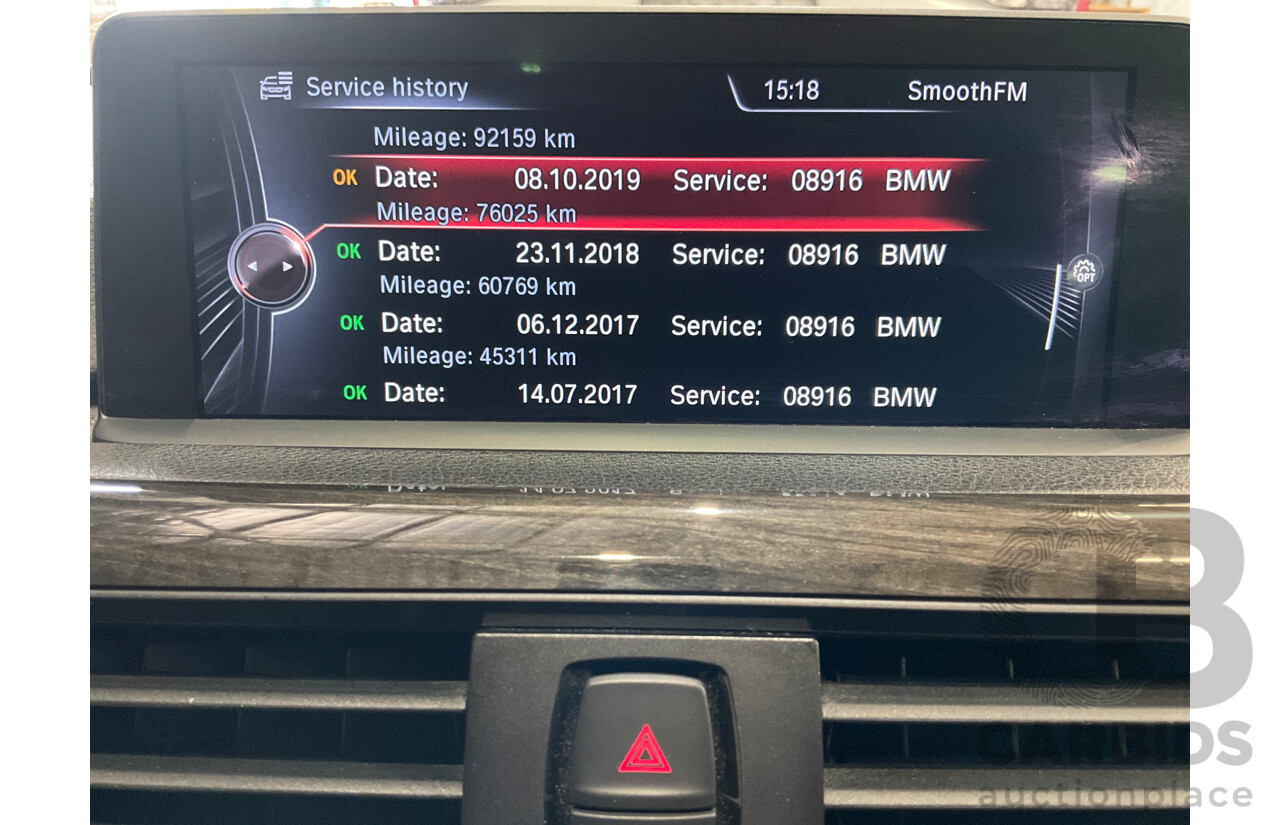 Service history 15:18 SmoothFM
Mileage: 92159 km
OK Date: 08.10.2019 Service: 08916 BMW
Mileage: 76025 km
OK Date: 23.11.2018 Service: 08916 BMW
Mileage: 60769 km
OPT
OK Date: 06.12.2017 Service: 08916 BMW
Mileage: 45311 km
OK Date: 14.07.2017 Service: 08916 BMW
B
CARBIDS
auctionplace